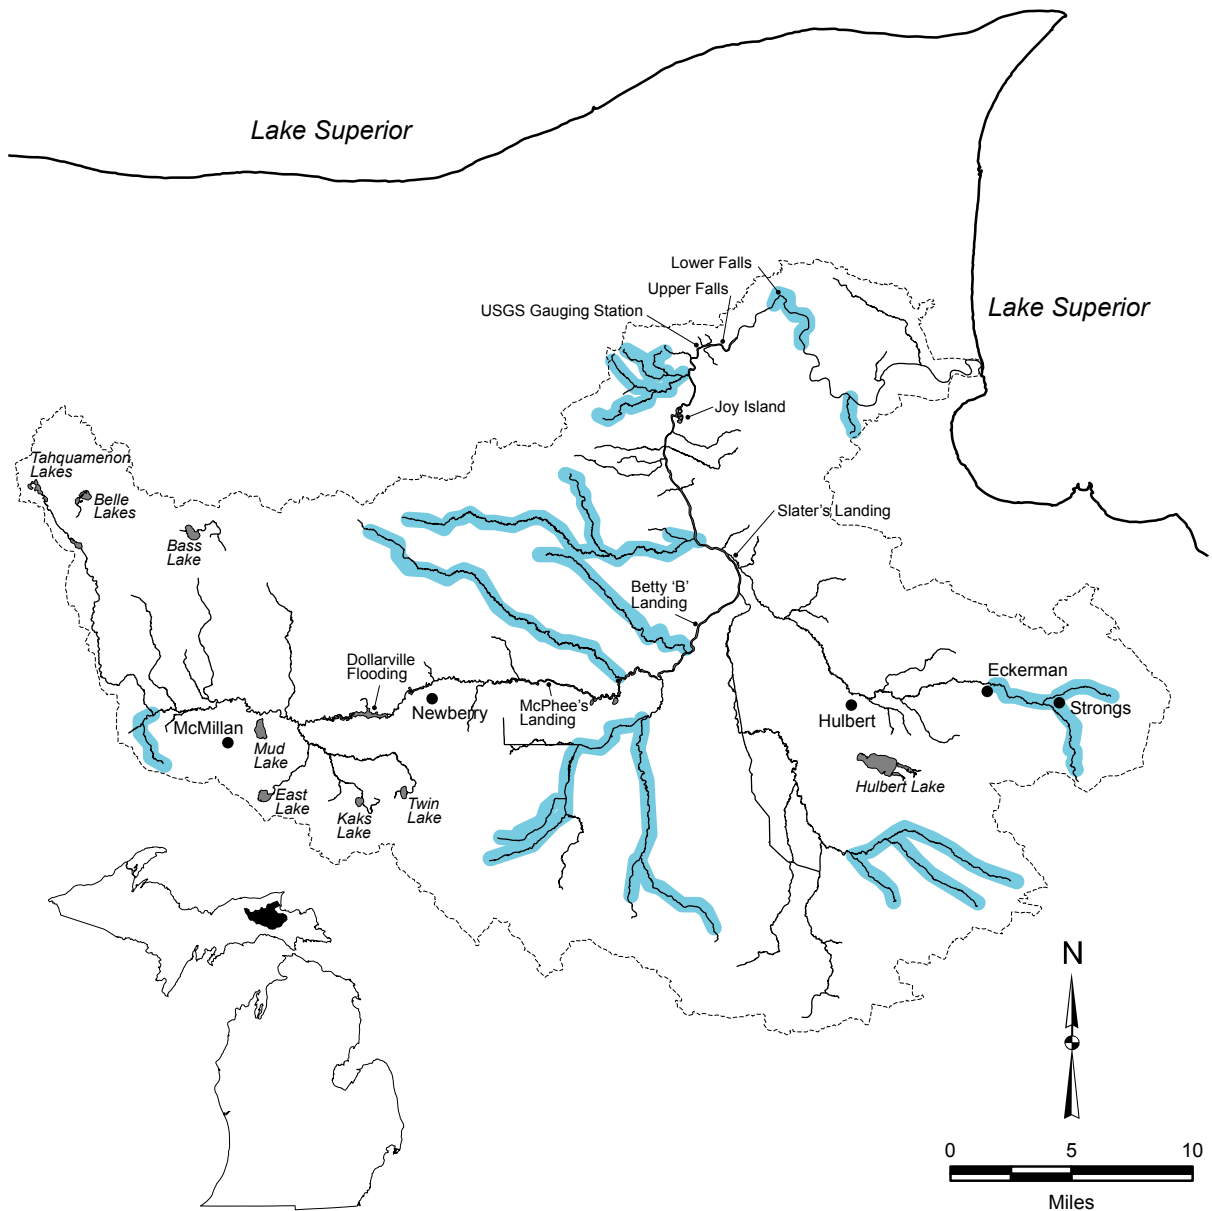 Lake Superior
Lower Falls
Upper Falls
USGS Gauging Station
Lake Superior
Joy Island
Tahquamenon
Lakes
Belle
Lakes
Bass
Lake
Slater's Landing
Betty 'B'
Landing
Dollarville
Flooding
Eckerman
McPhee's
Landing
Newberry
Strongs
Hulbert
McMillan
Mud
Lake
Hulbert Lake
East
Lake
Kaks
Lake
Twin
Lake
N
0 5 10
Miles